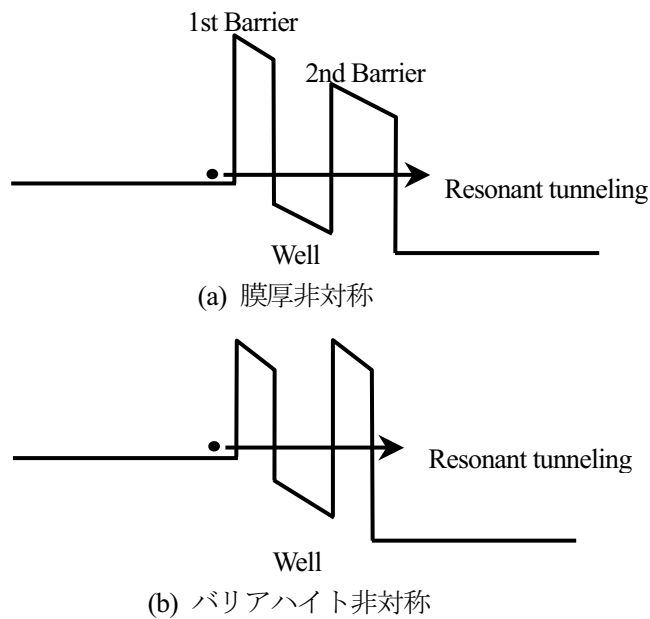 1st Barrier
2nd Barrier
Resonant tunneling
Well
(a) 膜厚非対称
Resonant tunneling
Well
(b) バリアハイト非対称